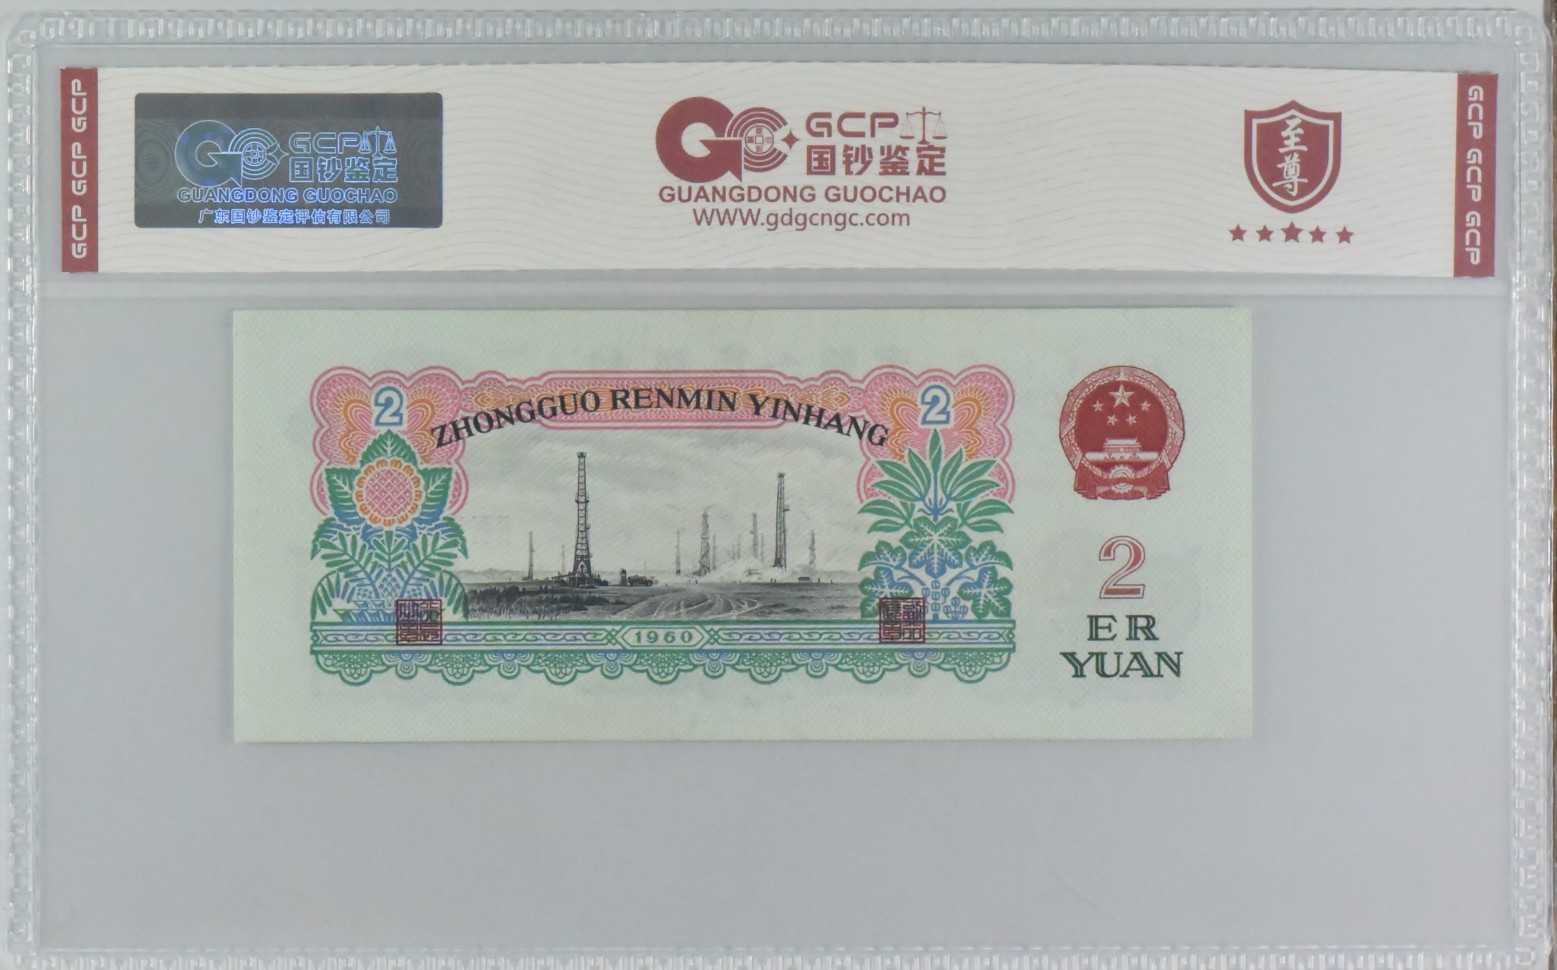 GCP GCP GCP
GCP
国钞鉴定
GUANGDONG GUOCHAO
广东国钞鉴定评估有限公司
GCP
国钞鉴定
GUANGDONG GUOCHAO
WWW.gdgcngc.com
至尊
GCP GCP GCP
2
ZHONGGUO RENMIN YINHANG
2
1960
2
ER
YUAN